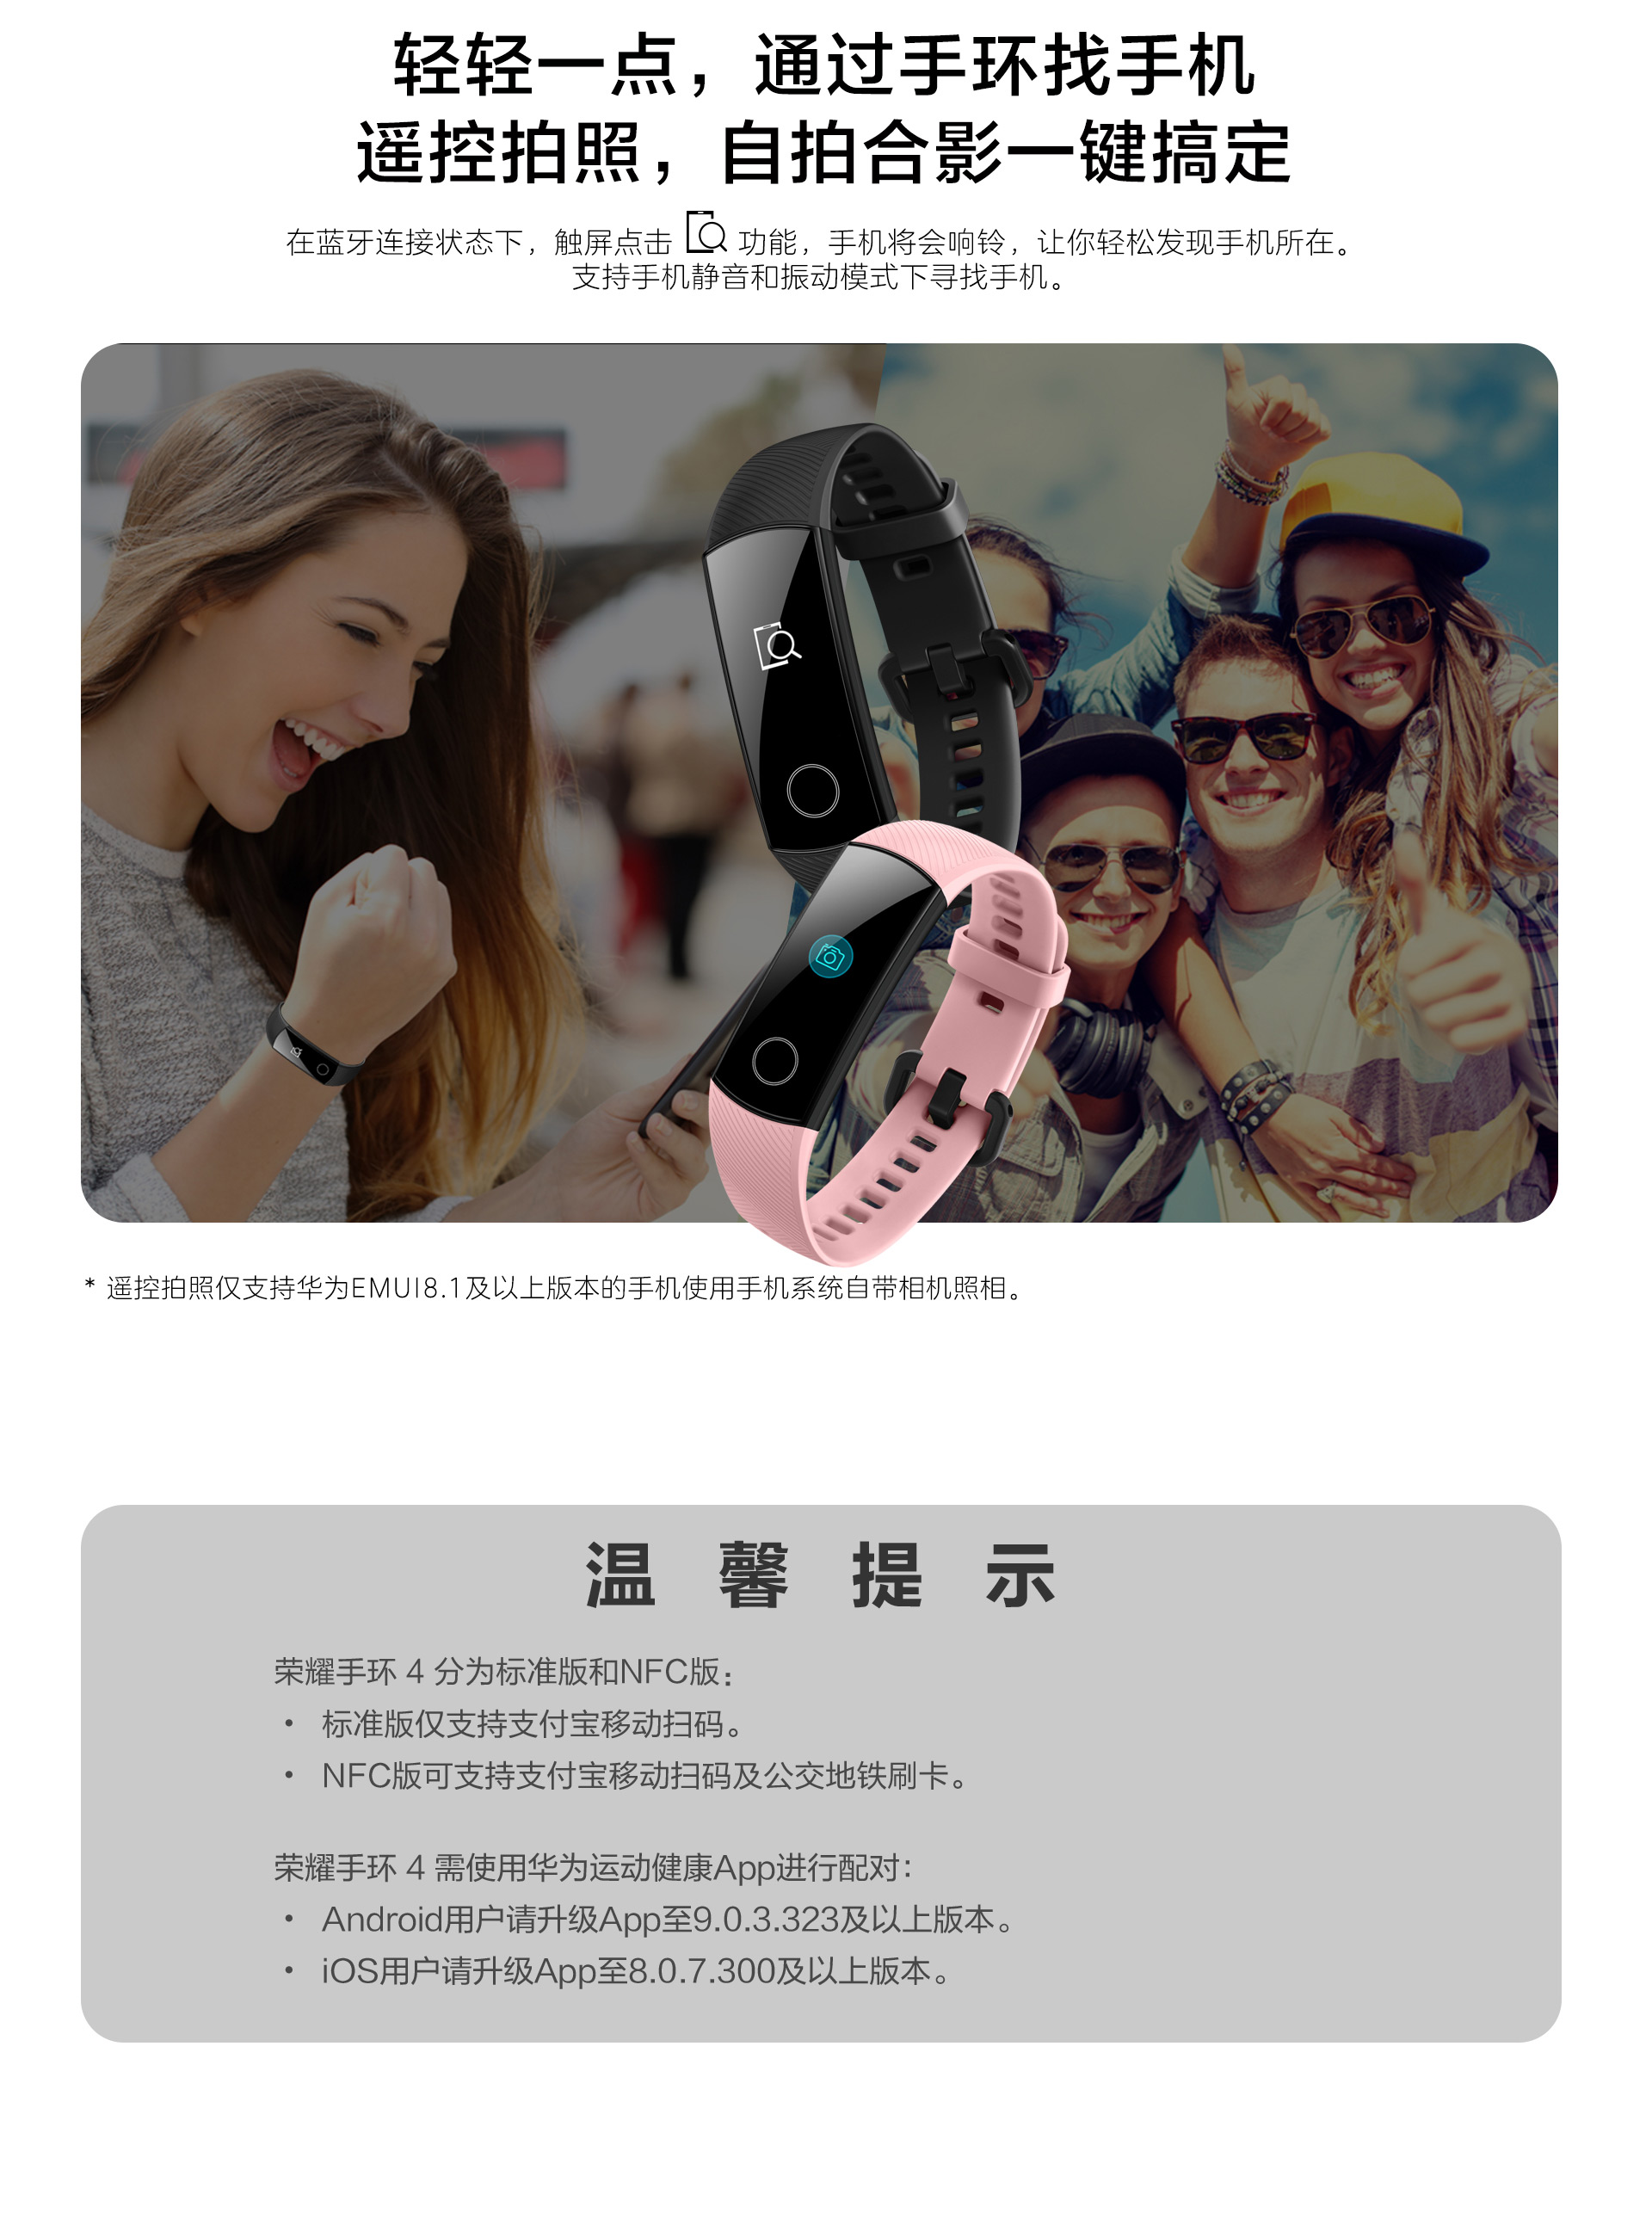 轻轻一点，通过手环找手机
遥控拍照，自拍合影一键搞定
在蓝牙连接状态下，触屏点击 功能，手机将会响铃，让你轻松发现手机所在。
支持手机静音和振动模式下寻找手机。
* 遥控拍照仅支持华为EMUI8.1及以上版本的手机使用手机系统自带相机照相。
温馨提示
荣耀手环 4 分为标准版和NFC版：
• 标准版仅支持支付宝移动扫码。
• NFC版可支持支付宝移动扫码及公交地铁刷卡。
荣耀手环 4 需使用华为运动健康App进行配对：
• Android用户请升级App至9.0.3.323及以上版本。
• iOS用户请升级App至8.0.7.300及以上版本。